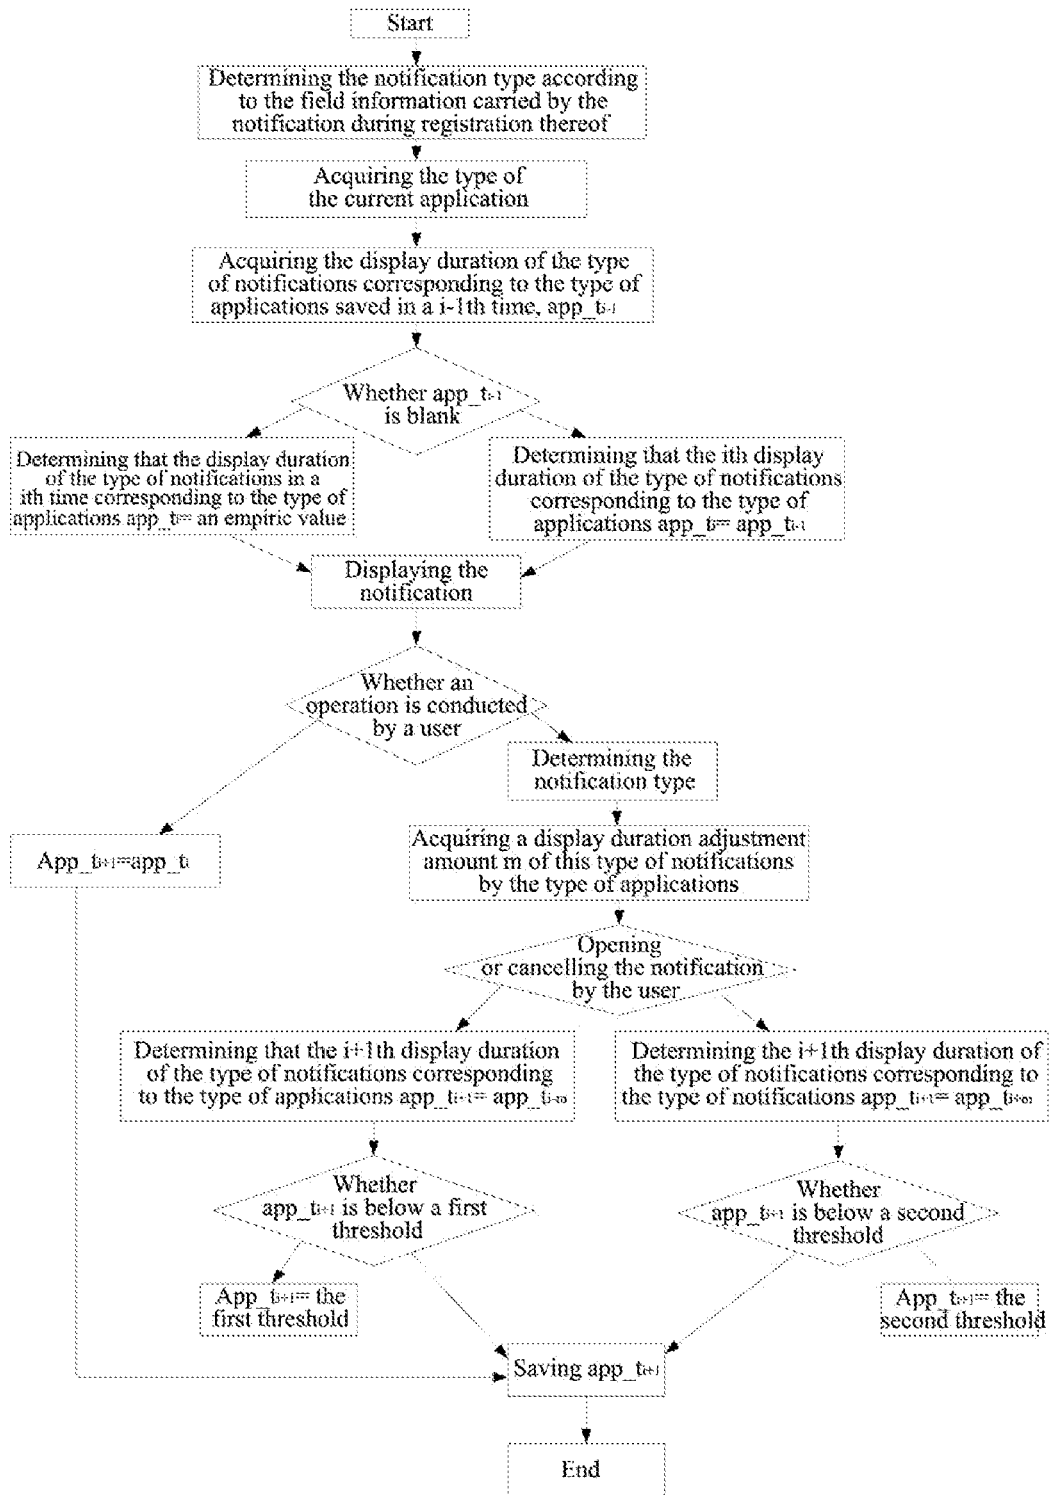 Start
Determining the notification type according
to the field information carried by the
notification during registration thereof
Acquiring the type of
the current application
Acquiring the display duration of the type
of notifications corresponding to the type of
applications saved in a i-1th time, app_ti-1
Whether app_ti-1
is blank
Determining that the display duration
of the type of notifications in a
ith time corresponding to the type of
applications app_ti= an empiric value
Determining that the ith display
duration of the type of notifications
corresponding to the type of
applications app_ti= app_ti-1
Displaying the
notification
Whether an
operation is conducted
by a user
Determining the
notification type
App_ti+1=app_ti
Acquiring a display duration adjustment
amount m of this type of notifications
by the type of applications
Opening
or cancelling the notification
by the user
Determining that the i+1th display duration
of the type of notifications corresponding
to the type of applications app_ti+1= app_ti-m
Determining the i+1th display duration of
the type of notifications corresponding to
the type of notifications app_ti+1= app_ti+m
Whether
app_ti+1 is below a first
threshold
Whether
app_ti+1 is below a second
threshold
App_ti+1= the
first threshold
App_ti+1= the
second threshold
Saving app_ti+1
End